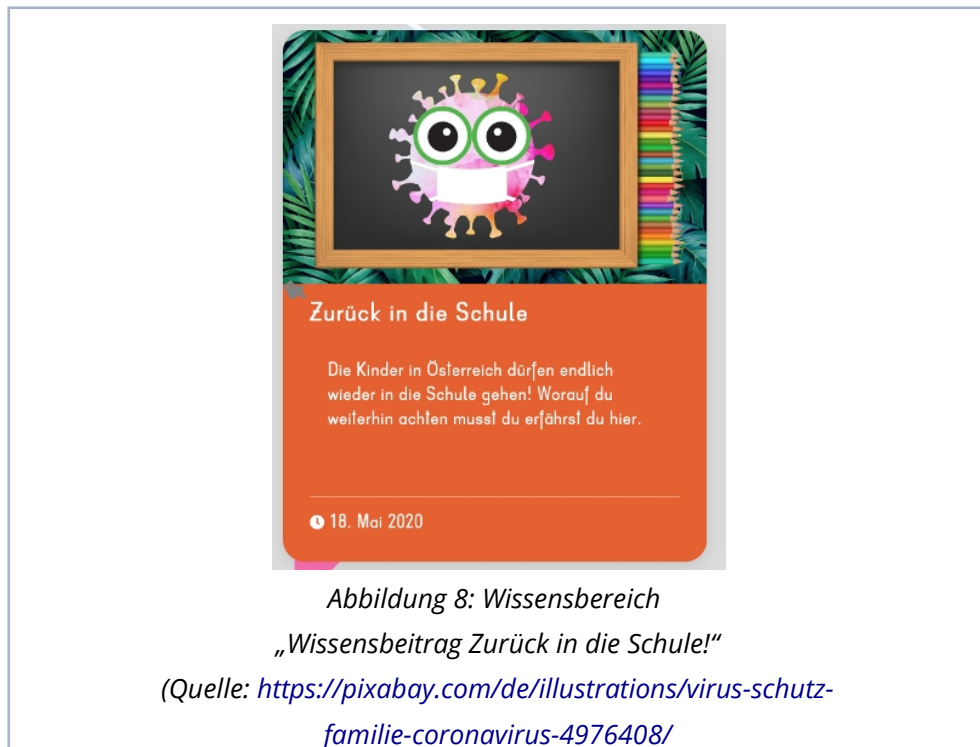 Zurück in die Schule
Die Kinder in Österreich dürfen endlich
wieder in die Schule gehen! Worauf du
weiterhin achten musst du erfährst du hier.
18. Mai 2020
Abbildung 8: Wissensbereich
„Wissensbeitrag Zurück in die Schule!“
(Quelle: https://pixabay.com/de/illustrations/virus-schutz-
familie-coronavirus-4976408/